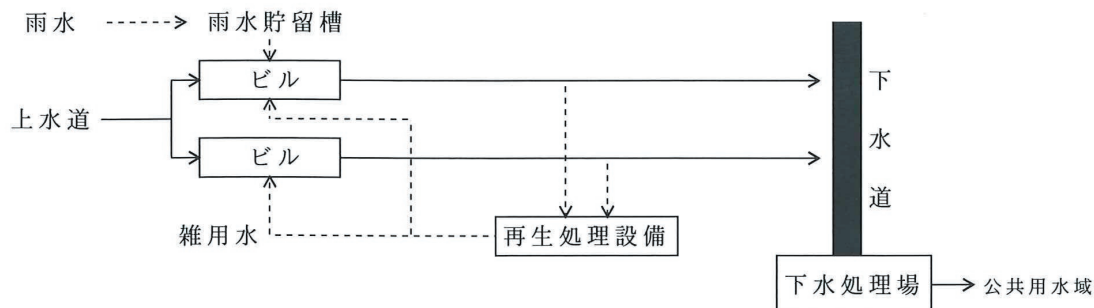 雨水
雨水貯留槽
ビル
上水道
ビル
雑用水
再生処理設備
下水道
下水処理場
公共用水域